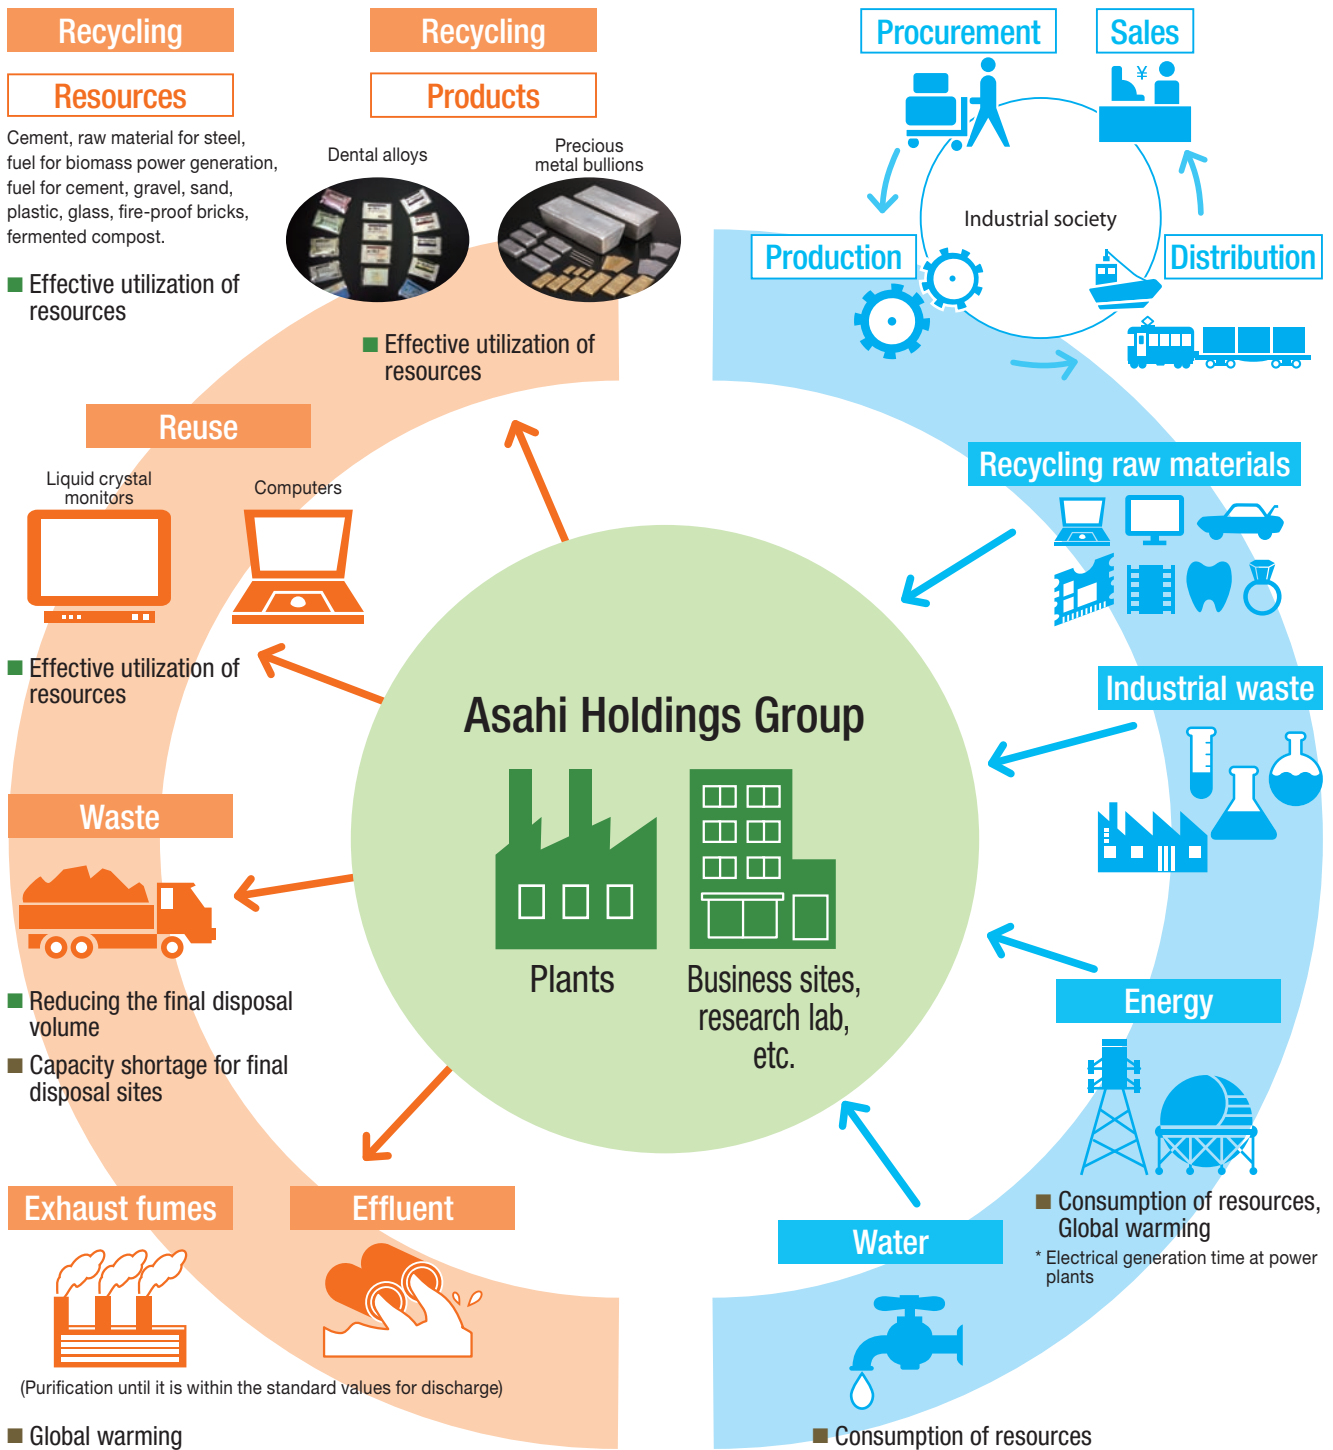 Recycling
Resources
Cement, raw material for steel,
fuel for biomass power generation,
fuel for cement, gravel, sand,
plastic, glass, fire-proof bricks,
fermented compost.
■ Effective utilization of
resources
Recycling
Products
Dental alloys
Precious
metal bullions
■ Effective utilization of
resources
Procurement
Sales
¥
Industrial society
Production
Distribution
Reuse
Liquid crystal
monitors
Computers
■ Effective utilization of
resources
Recycling raw materials
Industrial waste
Asahi Holdings Group
Plants
Business sites,
research lab,
etc.
Waste
■ Reducing the final disposal
volume
■ Capacity shortage for final
disposal sites
Energy
■ Consumption of resources,
Global warming
* Electrical generation time at power
plants
Exhaust fumes
Effluent
(Purification until it is within the standard values for discharge)
■ Global warming
Water
■ Consumption of resources